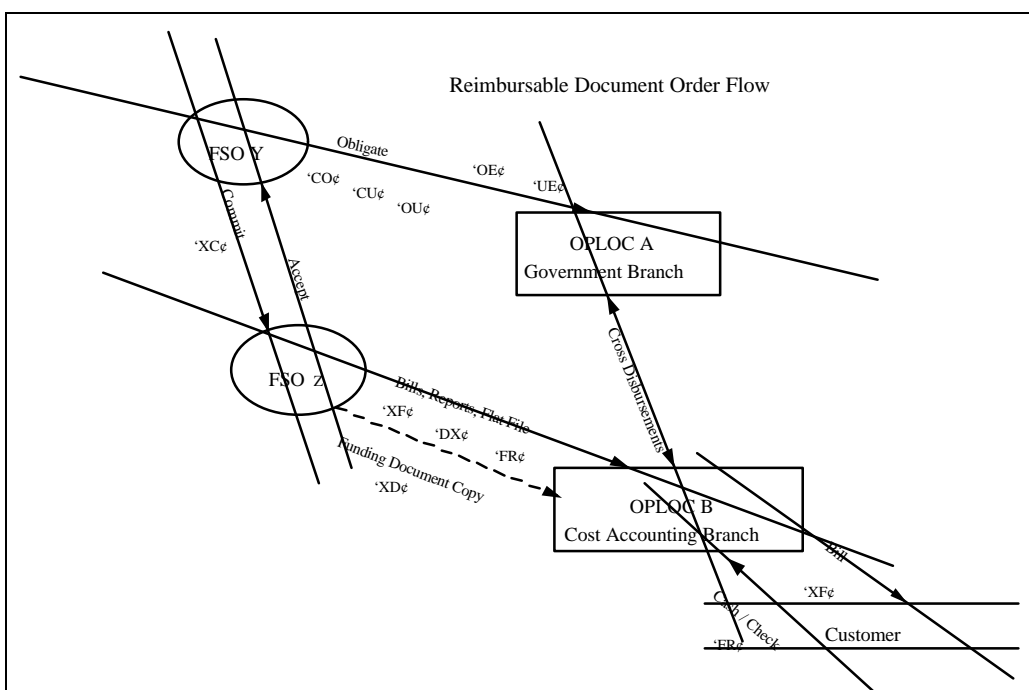 Reimbursable Document Order Flow
FSO Y
Obligate
‘OE¢
‘UE¢
‘CO¢
‘CU¢
‘OU¢
Commit
‘XC¢
Accept
OPLOC A
Government Branch
Cross Disbursements
FSO z
Bills, Reports, Flat File
‘XF¢
‘DX¢
‘FR¢
Funding Document Copy
‘XD¢
OPLOC B
Cost Accounting Branch
Bill
‘XF¢
Cash / Check
‘FR¢
Customer